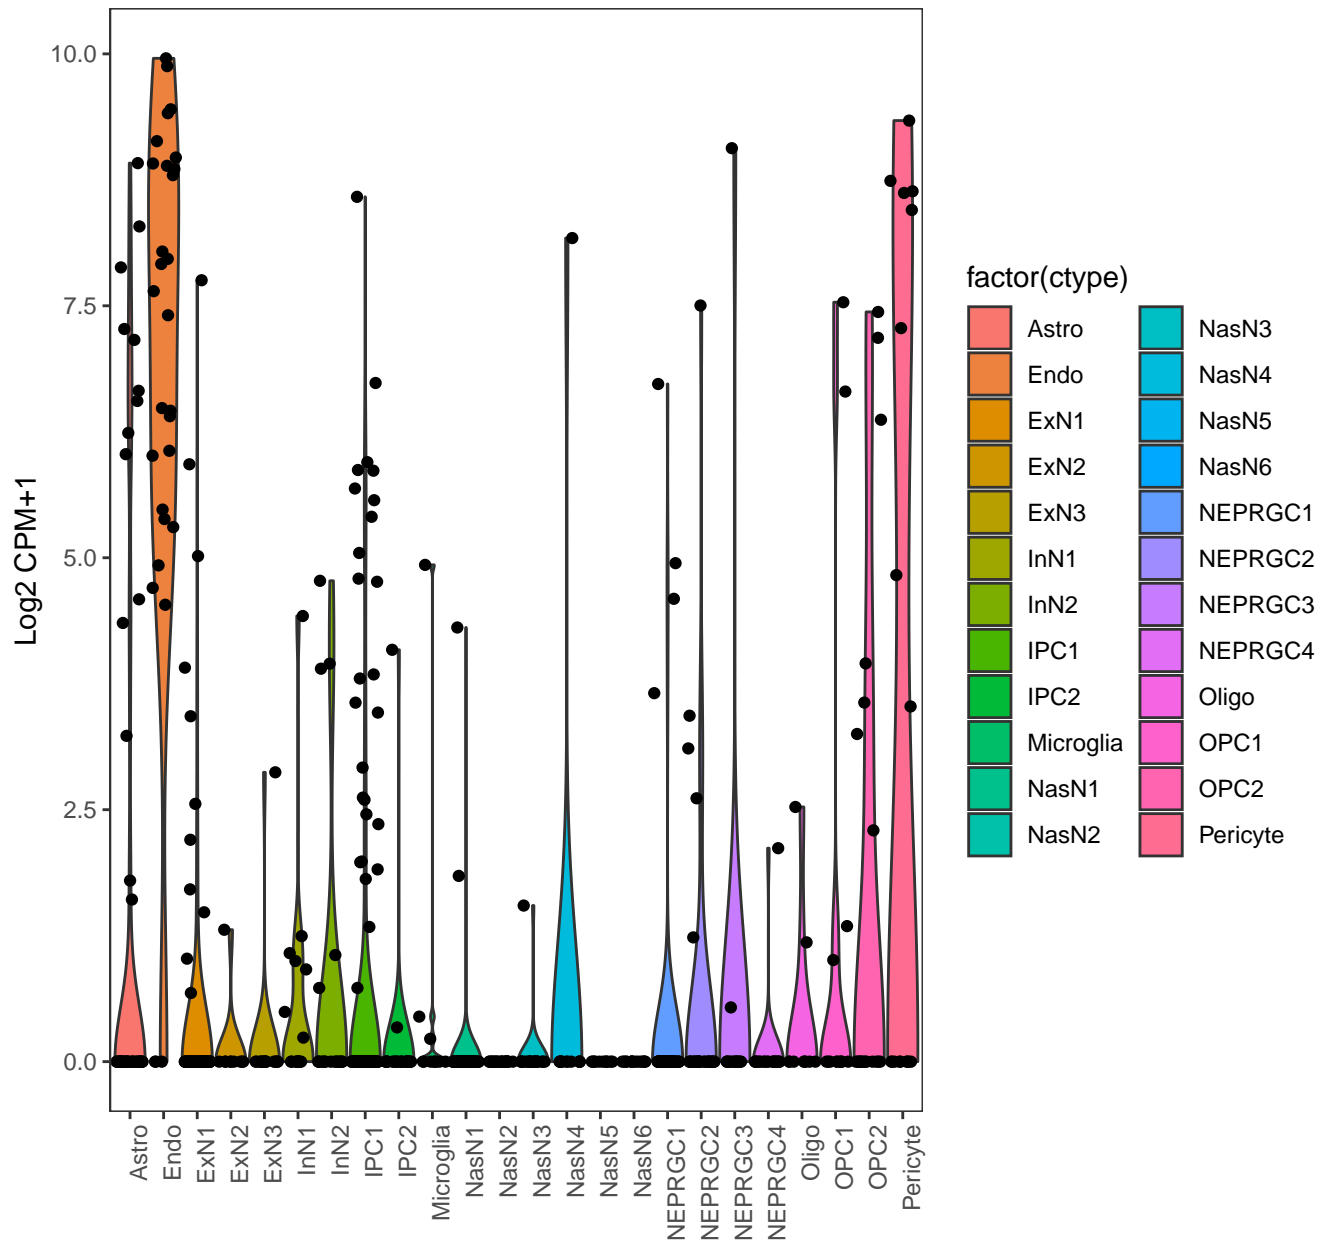 10.0
7.5
5.0
2.5
0.0
Log2 CPM+1
Astro
Endo
ExN1
ExN2
ExN3
InN1
InN2
IPC1
IPC2
Microglia
NasN1
NasN2
NasN3
NasN4
NasN5
NasN6
NEPRGC1
NEPRGC2
NEPRGC3
NEPRGC4
Oligo
OPC1
OPC2
Pericyte
factor(ctype)
Astro
Endo
ExN1
ExN2
ExN3
InN1
InN2
IPC1
IPC2
Microglia
NasN1
NasN2
NasN3
NasN4
NasN5
NasN6
NEPRGC1
NEPRGC2
NEPRGC3
NEPRGC4
Oligo
OPC1
OPC2
Pericyte